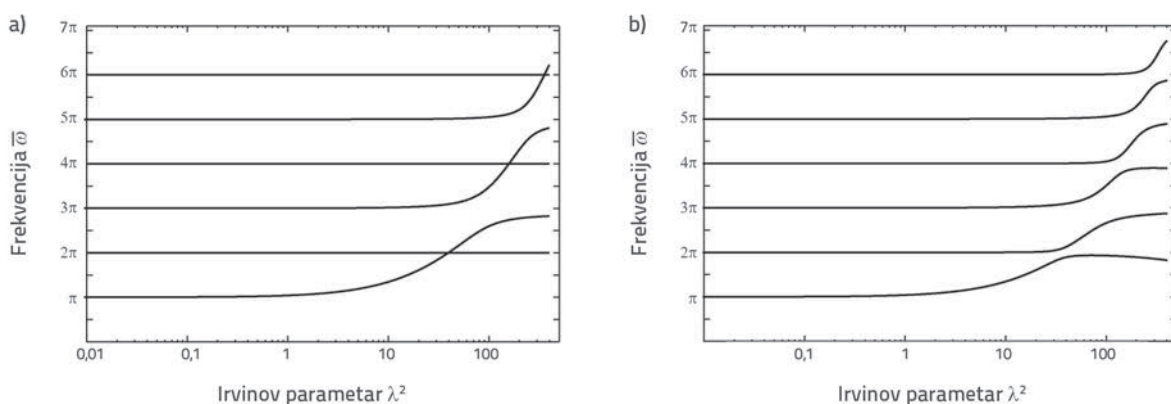 a)
7π
6π
5π
4π
3π
2π
π
Frekvencija ω̅
0,01 0,1 1 10 100
Irvinov parametar λ²
b)
7π
6π
5π
4π
3π
2π
π
Frekvencija ω̅
0,1 1 10 100
Irvinov parametar λ²